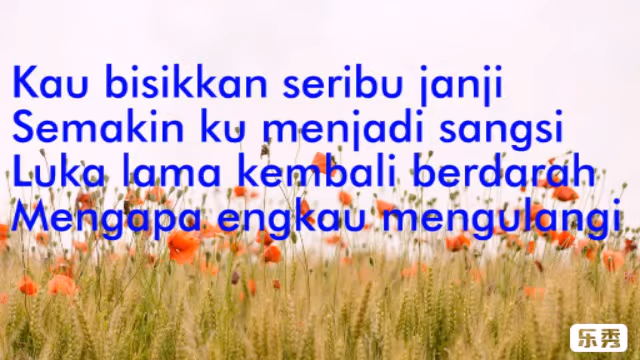 Kau bisikkan seribu janji
Semakin ku menjadi sangsi
Luka lama kembali berdarah
Mengapa engkau mengulangi
乐秀